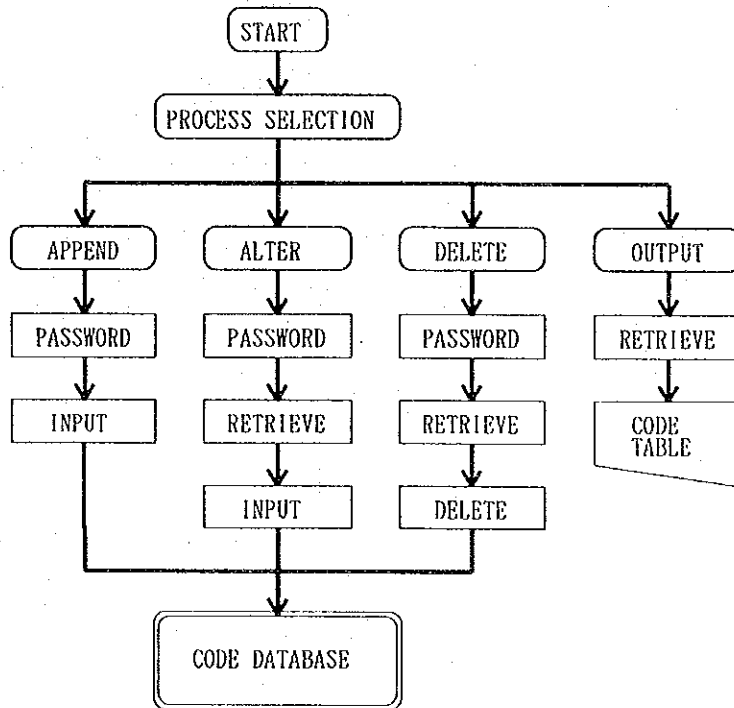 START
PROCESS SELECTION
APPEND
ALTER
DELETE
OUTPUT
PASSWORD
PASSWORD
PASSWORD
RETRIEVE
INPUT
RETRIEVE
RETRIEVE
CODE
TABLE
INPUT
DELETE
CODE DATABASE